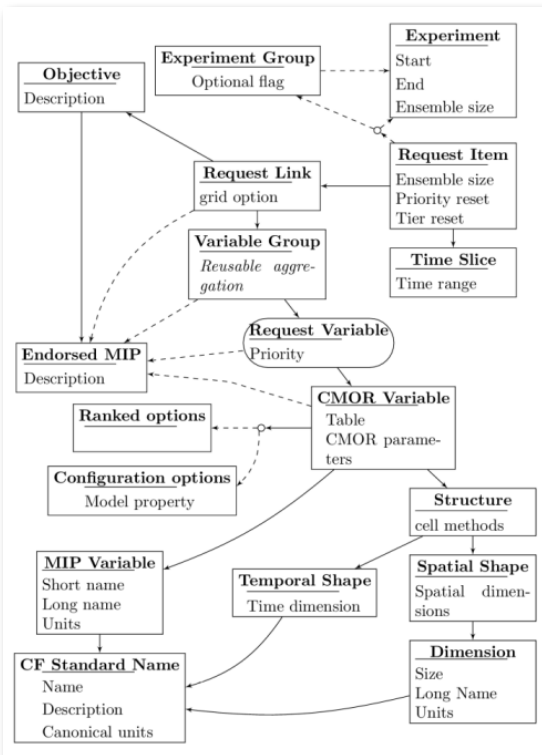 Experiment
Start
End
Ensemble size
Experiment Group
Optional flag
Objective
Description
Request Item
Ensemble size
Priority reset
Tier reset
Request Link
grid option
Variable Group
Reusable aggre-
gation
Time Slice
Time range
Request Variable
Priority
Endorsed MIP
Description
CMOR Variable
Table
CMOR parame-
ters
Ranked options
Configuration options
Model property
Structure
cell methods
MIP Variable
Short name
Long name
Units
Temporal Shape
Time dimension
Spatial Shape
Spatial dimen-
sions
CF Standard Name
Name
Description
Canonical units
Dimension
Size
Long Name
Units